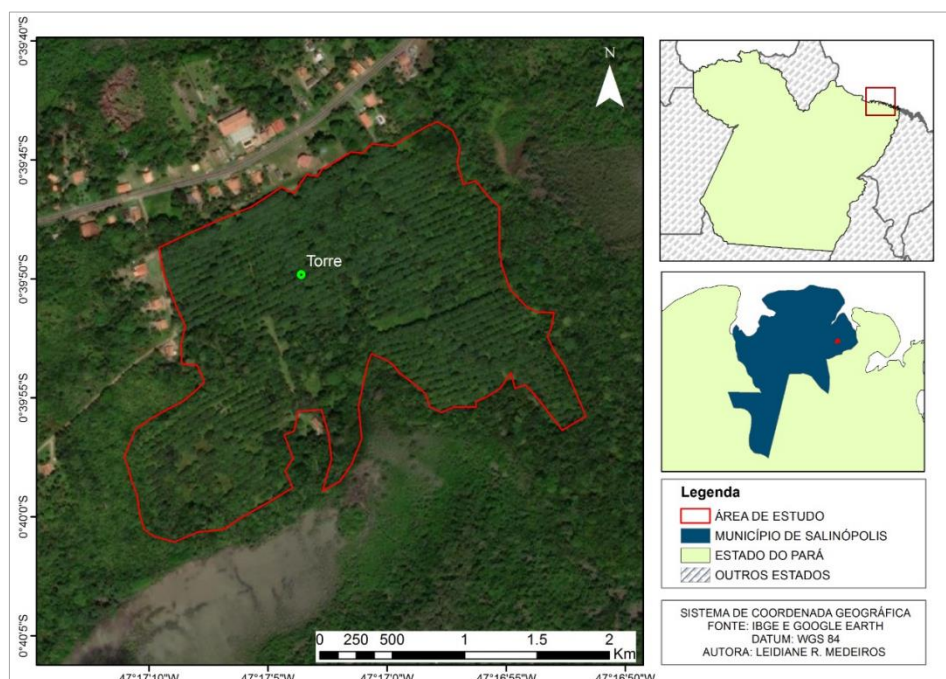 0°39'40"S
0°39'45"S
0°39'50"S
0°39'55"S
0°40'0"S
0°40'5"S
N
Torre
0 250 500 1 1.5 2
Km
47°17'10"W 47°17'5"W 47°17'0"W 47°16'55"W 47°16'50"W
Legenda
ÁREA DE ESTUDO
MUNICÍPIO DE SALINÓPOLIS
ESTADO DO PARÁ
OUTROS ESTADOS
SISTEMA DE COORDENADA GEOGRÁFICA
FONTE: IBGE E GOOGLE EARTH
DATUM: WGS 84
AUTORA: LEIDIANE R. MEDEIROS